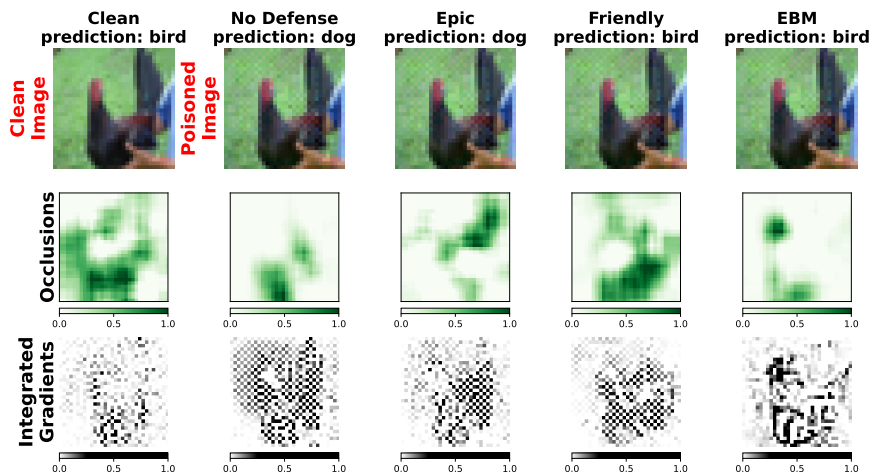 Clean
prediction: bird
No Defense
prediction: dog
Epic
prediction: dog
Friendly
prediction: bird
EBM
prediction: bird
Clean
Image
Poisoned
Image
Occlusions
0.0 0.5 1.0
0.0 0.5 1.0
0.0 0.5 1.0
0.0 0.5 1.0
0.0 0.5 1.0
Integrated
Gradients
0.0 0.5 1.0
0.0 0.5 1.0
0.0 0.5 1.0
0.0 0.5 1.0
0.0 0.5 1.0